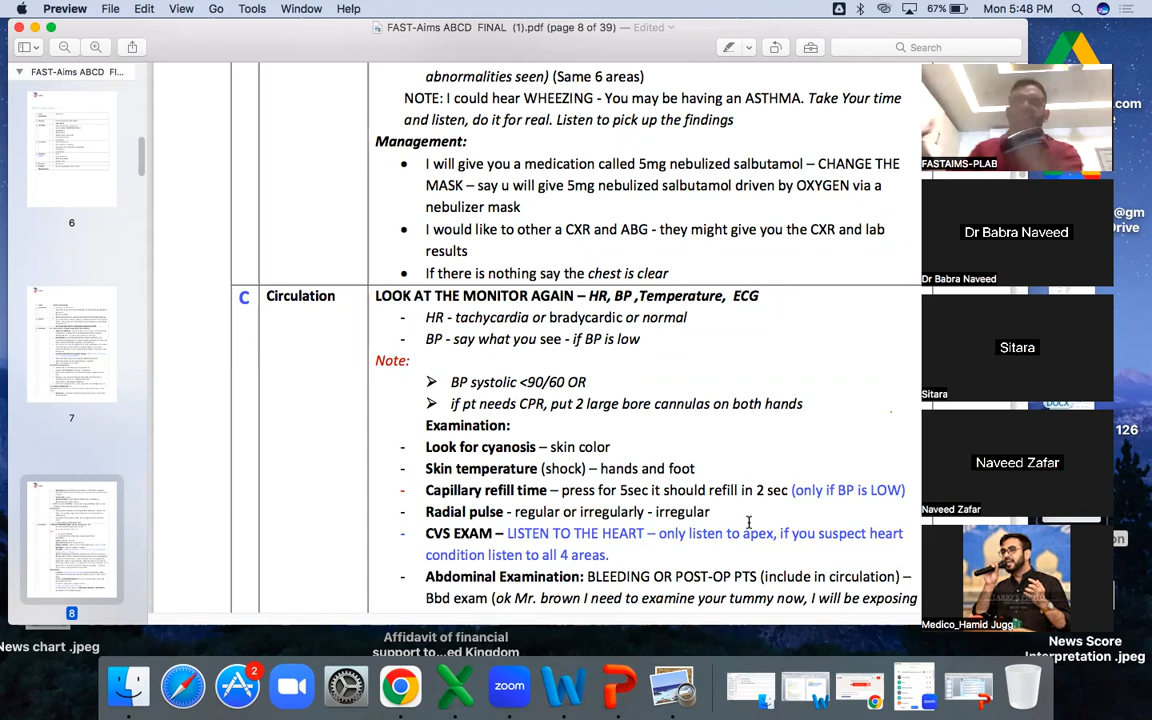 Preview File Edit View Go Tools Window Help
67% Mon 5:48 PM
FAST-Aims ABCD FINAL (1).pdf (page 8 of 39) — Edited
Search
FAST-Aims ABCD FI...
6
7
8
abnormalities seen) (Same 6 areas)
NOTE: I could hear WHEEZING - You may be having an ASTHMA. Take Your time
and listen, do it for real. Listen to pick up the findings
Management:
● I will give you a medication called 5mg nebulized salbutamol – CHANGE THE
MASK – say u will give 5mg nebulized salbutamol driven by OXYGEN via a
nebulizer mask
● I would like to other a CXR and ABG - they might give you the CXR and lab
results
● If there is nothing say the chest is clear
C Circulation LOOK AT THE MONITOR AGAIN – HR, BP ,Temperature, ECG
- HR - tachycardic or bradycardic or normal
- BP - say what you see - if BP is low
Note:
➢ BP systolic <90/60 OR
➢ if pt needs CPR, put 2 large bore cannulas on both hands
Examination:
- Look for cyanosis – skin color
- Skin temperature (shock) – hands and foot
- Capillary refill time – press for 5sec it should refill in 2 sec (only if BP is LOW)
- Radial pulse - regular or irregularly - irregular
- CVS EXAM – LISTEN TO THE HEART – only listen to apex, if you suspect heart
condition listen to all 4 areas.
- Abdominal Examination: BLEEDING OR POST-OP PTS (include in circulation) –
Bbd exam (ok Mr. brown I need to examine your tummy now, I will be exposing
FASTAIMS-PLAB
Dr Babra Naveed
Dr Babra Naveed
Sitara
Sitara
Naveed Zafar
Naveed Zafar
Medico_Hamid Jugg
.com
@gm
Drive
DOCX
126
on
News chart .jpeg
Affidavit of financial
support to...ed Kingdom
News Score
Interpretation .jpeg
2
zoom